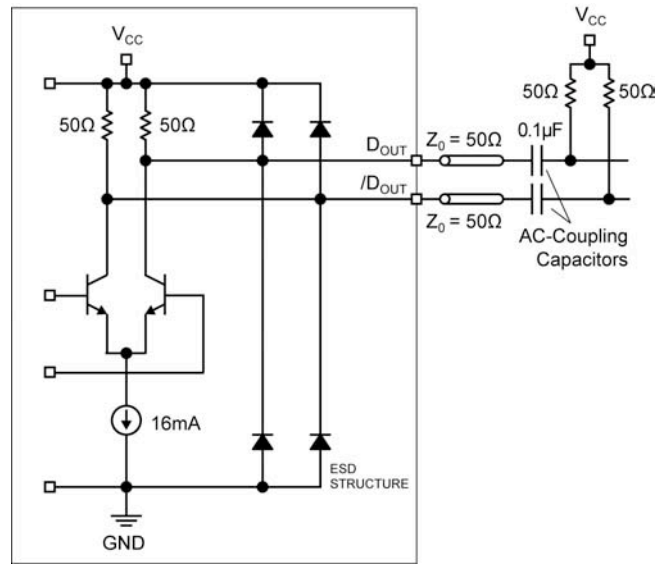 V_CC
V_CC
50Ω 50Ω
50Ω 50Ω
0.1µF
D_OUT Z_0 = 50Ω
/D_OUT
Z_0 = 50Ω
AC-Coupling
Capacitors
16mA
ESD
STRUCTURE
GND